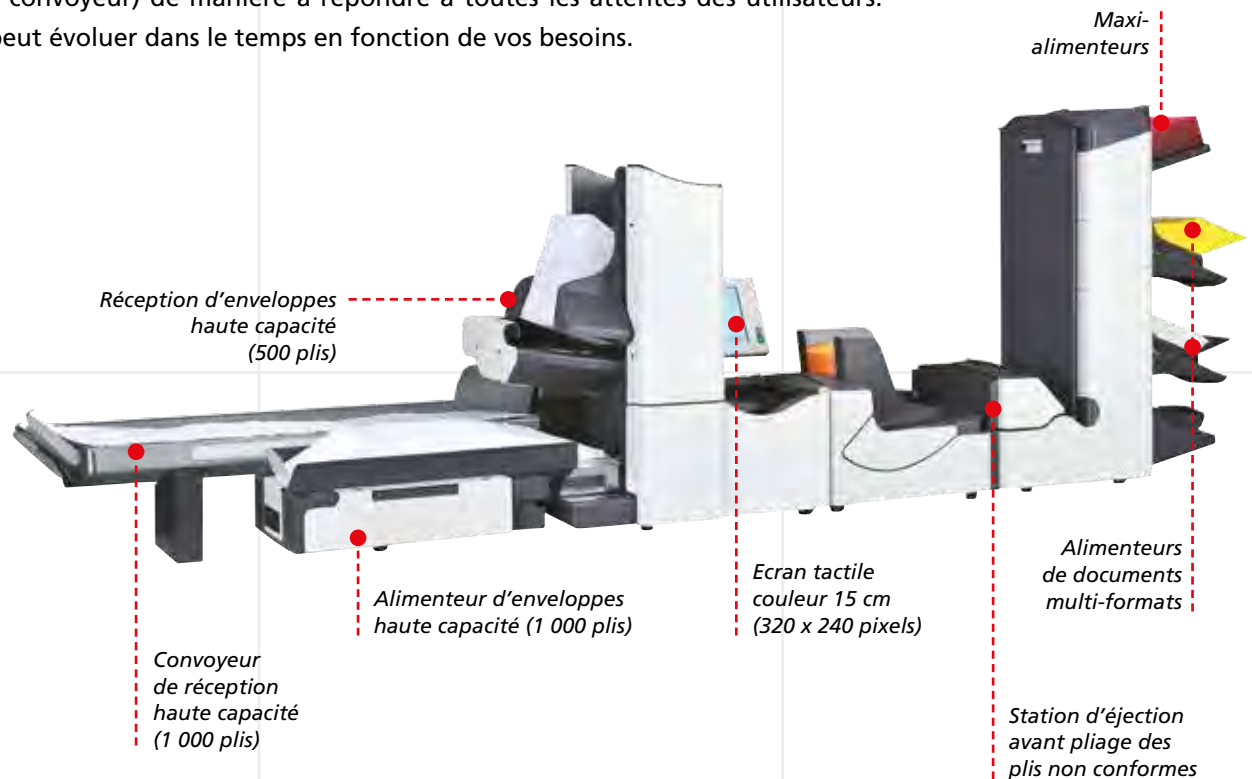 convoyeur) de manière à répondre à toutes les attentes des utilisateurs.
peut évoluer dans le temps en fonction de vos besoins.
Maxi-
alimenteurs
Réception d’enveloppes
haute capacité
(500 plis)
Alimenteur d’enveloppes
haute capacité (1 000 plis)
Ecran tactile
couleur 15 cm
(320 x 240 pixels)
Alimenteurs
de documents
multi-formats
Convoyeur
de réception
haute capacité
(1 000 plis)
Station d’éjection
avant pliage des
plis non conformes